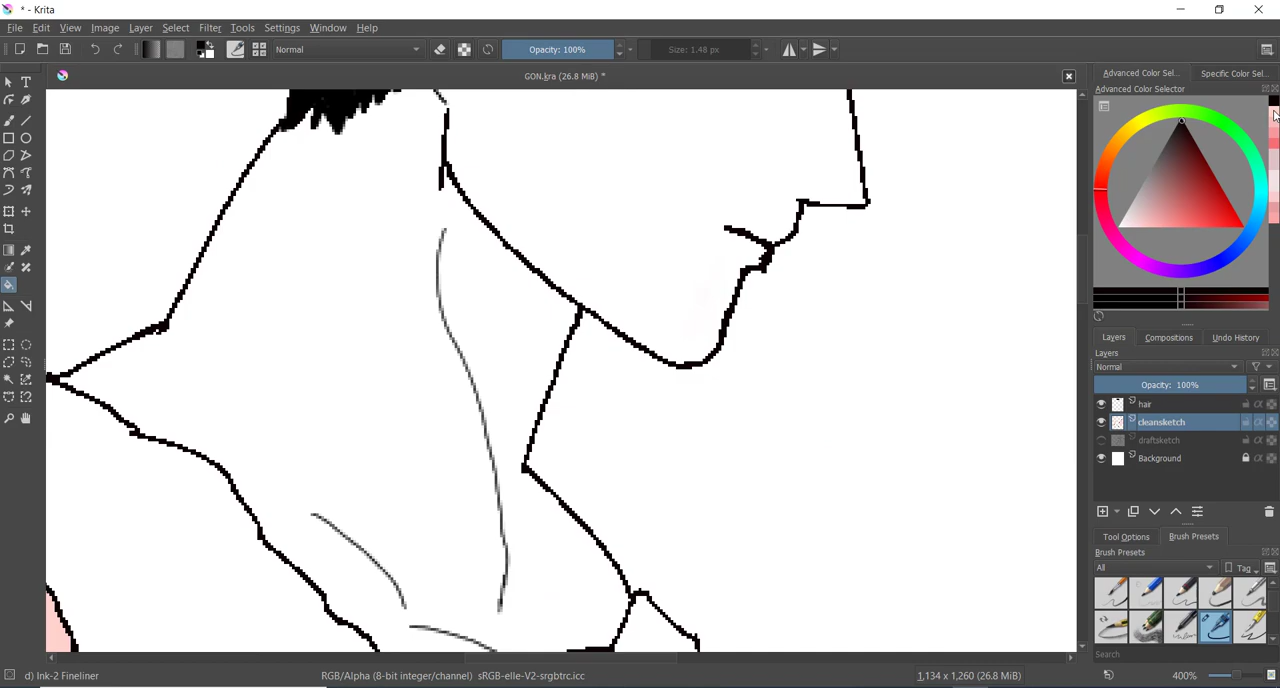 * - Krita
File Edit View Image Layer Select Filter Tools Settings Window Help
Normal Opacity: 100% Size: 1.48 px
GON.kra (26.8 MiB) *
Advanced Color Sel... Specific Color Sel...
Advanced Color Selector
Layers Compositions Undo History
Layers
Normal
Opacity: 100%
hair
cleansketch
draftsketch
Background
Tool Options Brush Presets
Brush Presets
All Tag
Search
d) Ink-2 Fineliner RGB/Alpha (8-bit integer/channel) sRGB-elle-V2-srgbtrc.icc 1,134 x 1,260 (26.8 MiB) 400%